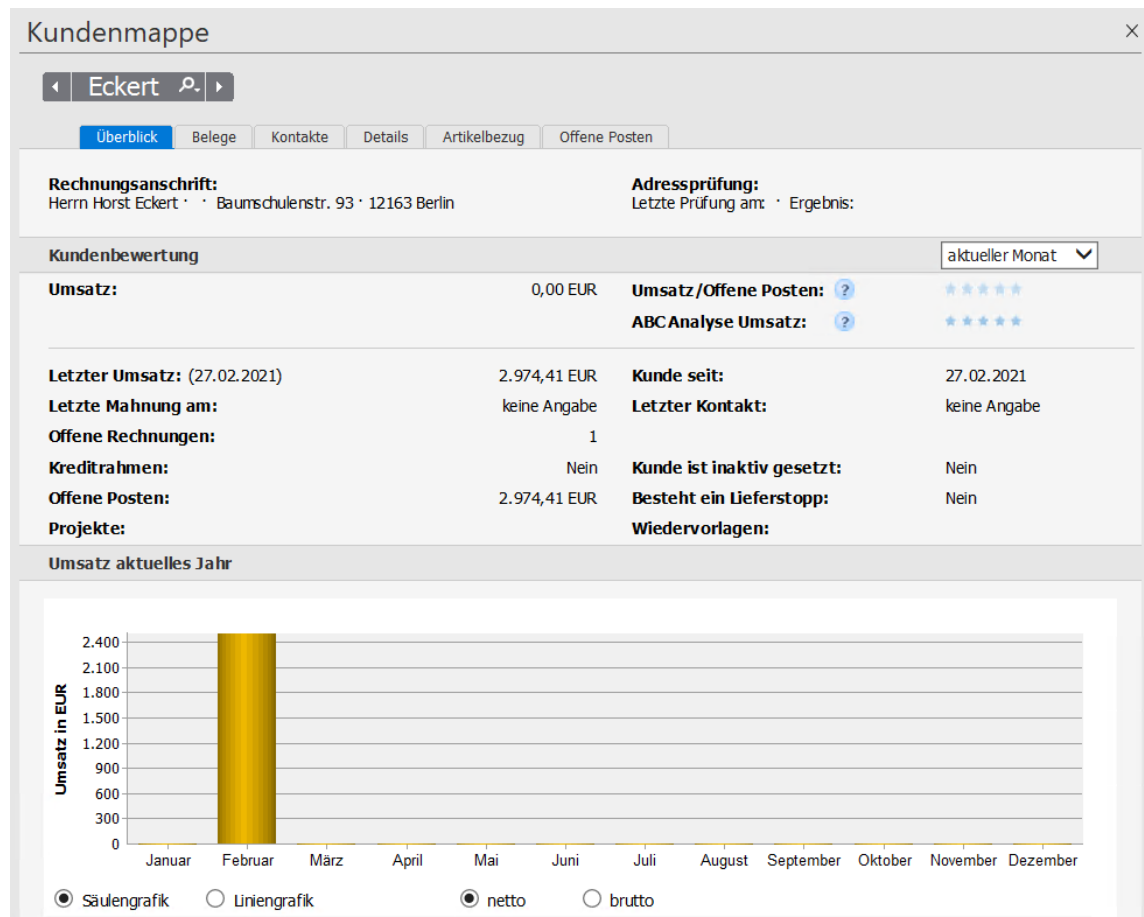 Kundenmappe
Eckert
Überblick Belege Kontakte Details Artikelbezug Offene Posten
Rechnungsanschrift: Adressprüfung:
Herrn Horst Eckert · · Baumschulenstr. 93 · 12163 Berlin Letzte Prüfung am: · Ergebnis:
Kundenbewertung aktueller Monat
Umsatz: 0,00 EUR Umsatz/Offene Posten: ?
ABC Analyse Umsatz: ?
Letzter Umsatz: (27.02.2021) 2.974,41 EUR Kunde seit: 27.02.2021
Letzte Mahnung am: keine Angabe Letzter Kontakt: keine Angabe
Offene Rechnungen: 1
Kreditrahmen: Nein Kunde ist inaktiv gesetzt: Nein
Offene Posten: 2.974,41 EUR Besteht ein Lieferstopp: Nein
Projekte: Wiedervorlagen:
Umsatz aktuelles Jahr
Umsatz in EUR
2.400
2.100
1.800
1.500
1.200
900
600
300
0
Januar Februar März April Mai Juni Juli August September Oktober November Dezember
Säulengrafik Liniengrafik netto brutto